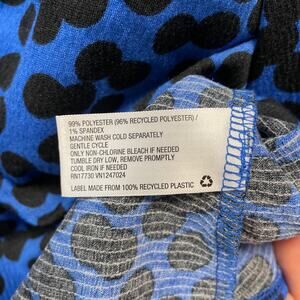 99% POLYESTER (96% RECYCLED POLYESTER) /
1% SPANDEX
MACHINE WASH COLD SEPARATELY
GENTLE CYCLE
ONLY NON-CHLORINE BLEACH IF NEEDED
TUMBLE DRY LOW, REMOVE PROMPTLY
COOL IRON IF NEEDED
RN17730 VN1247024
LABEL MADE FROM 100% RECYCLED PLASTIC